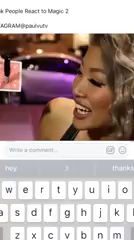 k People React to Magic 2
AGRAM@paulvutv
Write a comment...
hey
I
thanks
w e r t y u i o
a s d f g h j k
z x c v b n m